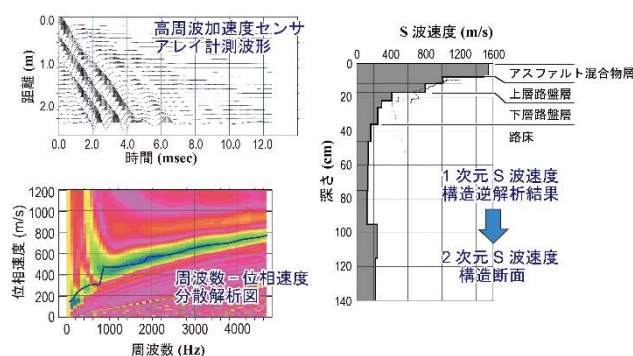 0.0
1.0
2.0
距離 (m)
0.0 2.0 4.0 6.0 8.0 10.0 12.0
時間 (msec)
高周波加速度センサ
アレイ計測波形
1200
1000
800
600
400
200
0
位相速度 (m/s)
0 1000 2000 3000 4000
周波数 (Hz)
周波数－位相速度
分散解析図
S 波速度 (m/s)
0 400 800 1200 1600
0
20
40
60
80
100
120
140
深さ (cm)
アスファルト混合物層
上層路盤層
下層路盤層
路床
1 次元 S 波速度
構造逆解析結果
2 次元 S 波速度
構造断面